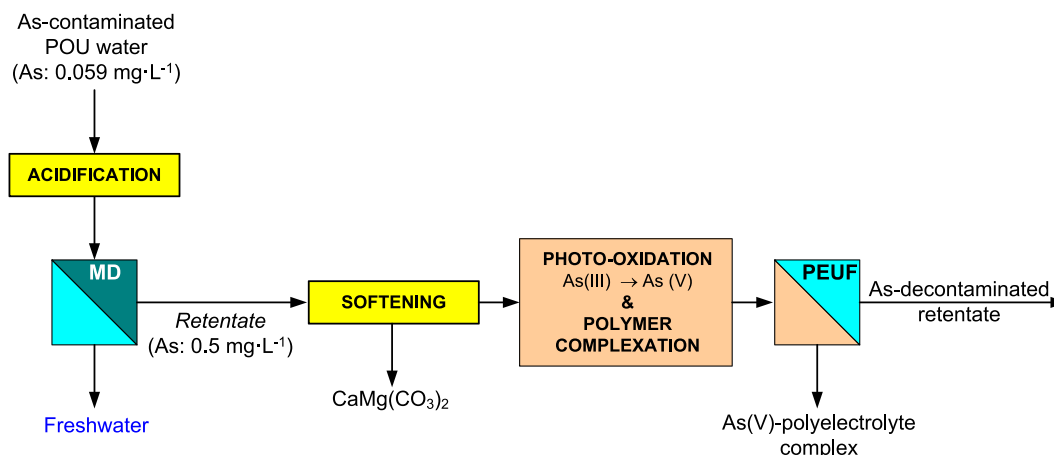 As-contaminated
POU water
(As: 0.059 mg·L⁻¹)
ACIDIFICATION
MD
Retentate
(As: 0.5 mg·L⁻¹)
Freshwater
SOFTENING
CaMg(CO₃)₂
PHOTO-OXIDATION
As(III) → As (V)
&
POLYMER
COMPLEXATION
PEUF
As-decontaminated
retentate
As(V)-polyelectrolyte
complex